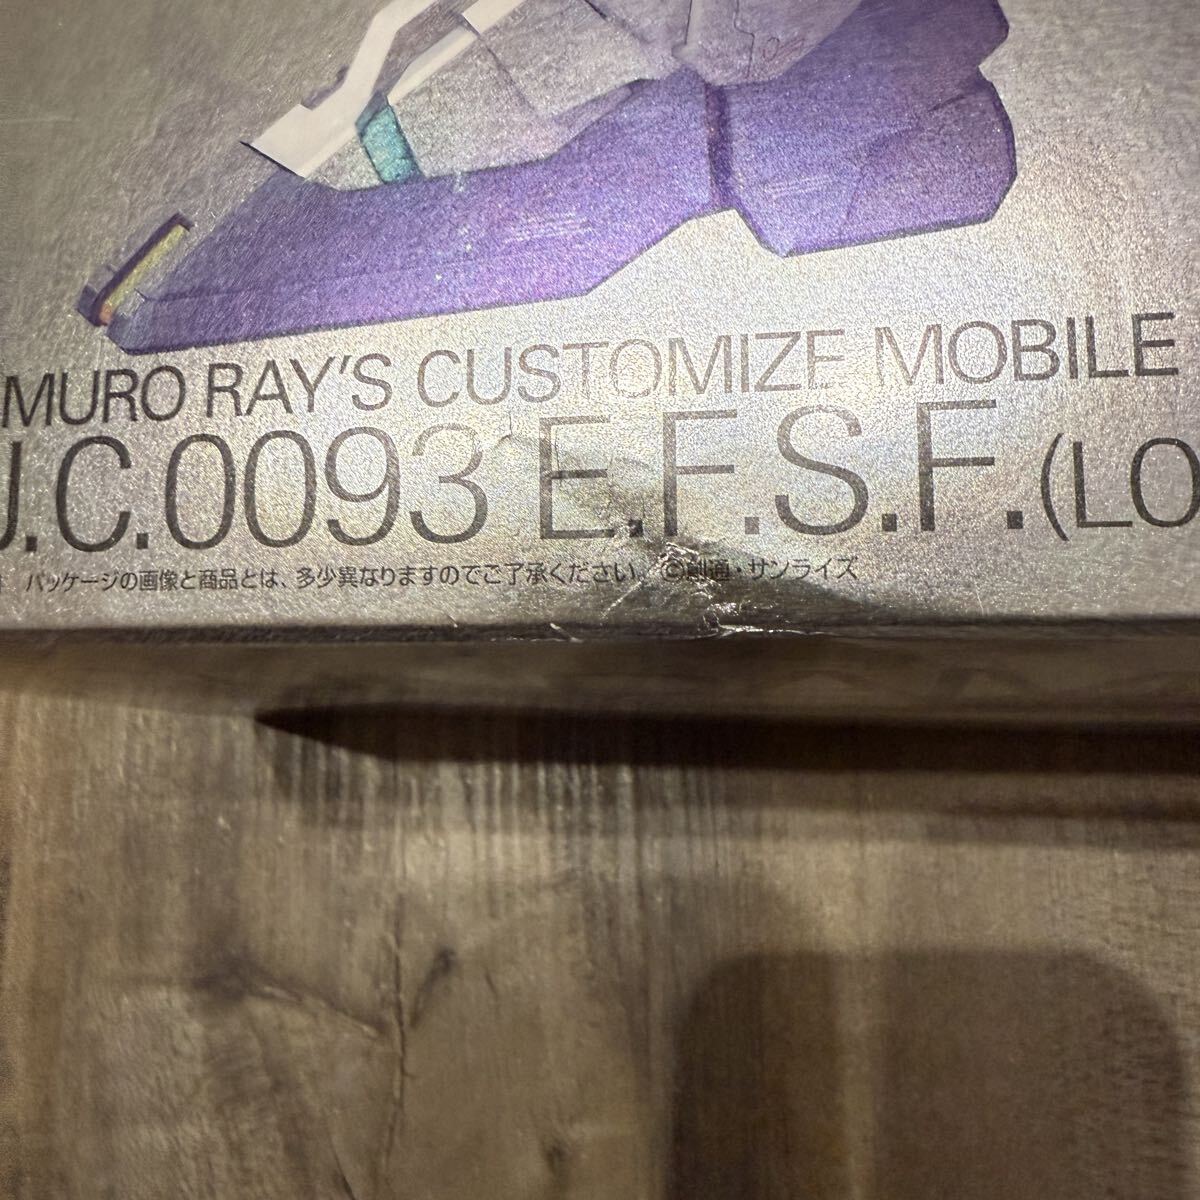 MURO RAY'S CUSTOMIZE MOBILE
J.C.0093 E.F.S.F.(LO
パッケージの画像と商品とは、多少異なりますのでご了承ください。©創通・サンライズ